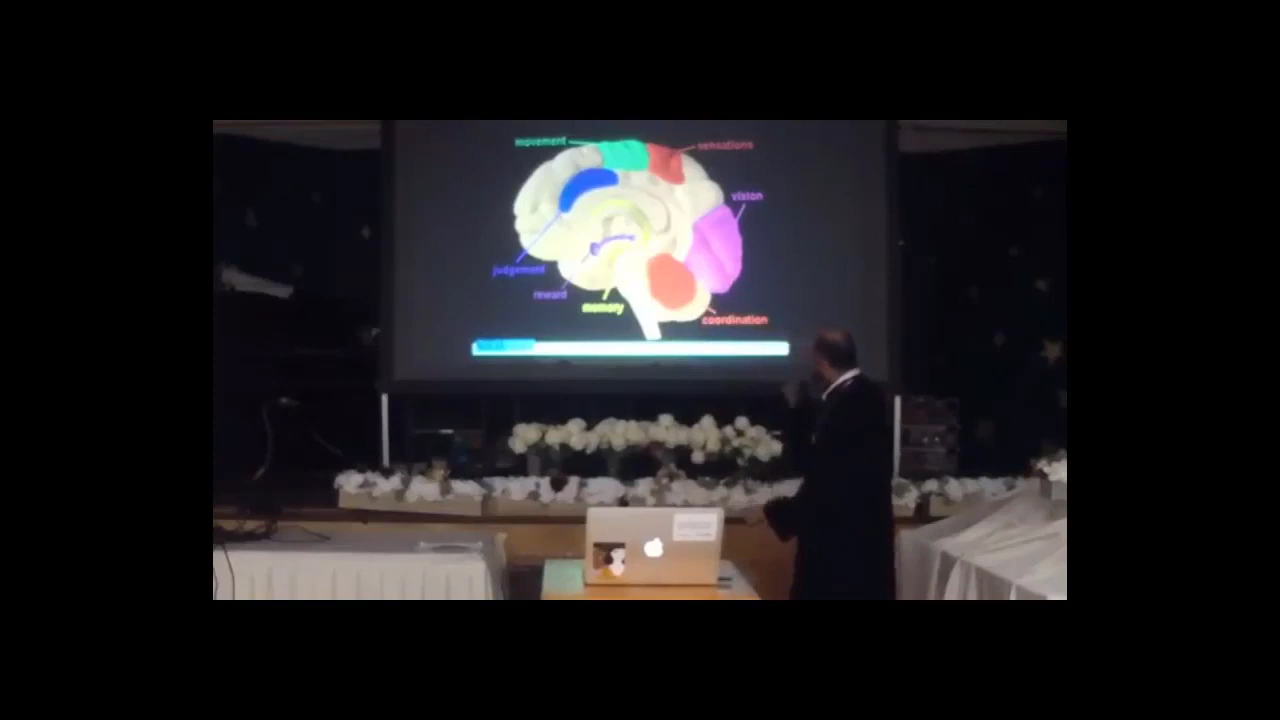 movement
sensations
vision
judgement
reward
memory
coordination